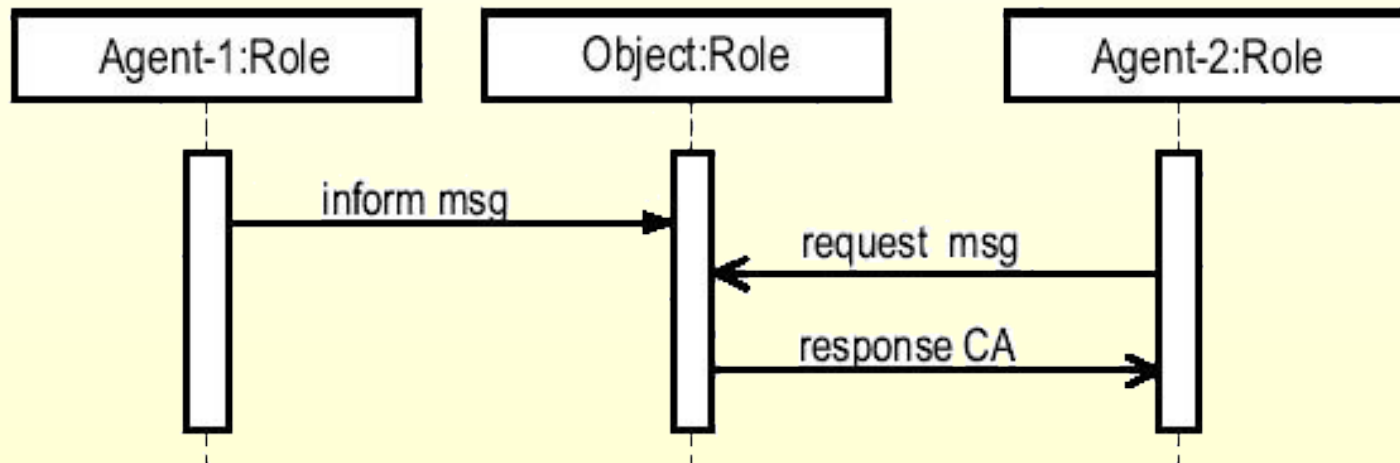 Agent-1:Role
Object:Role
Agent-2:Role
inform msg
request msg
response CA